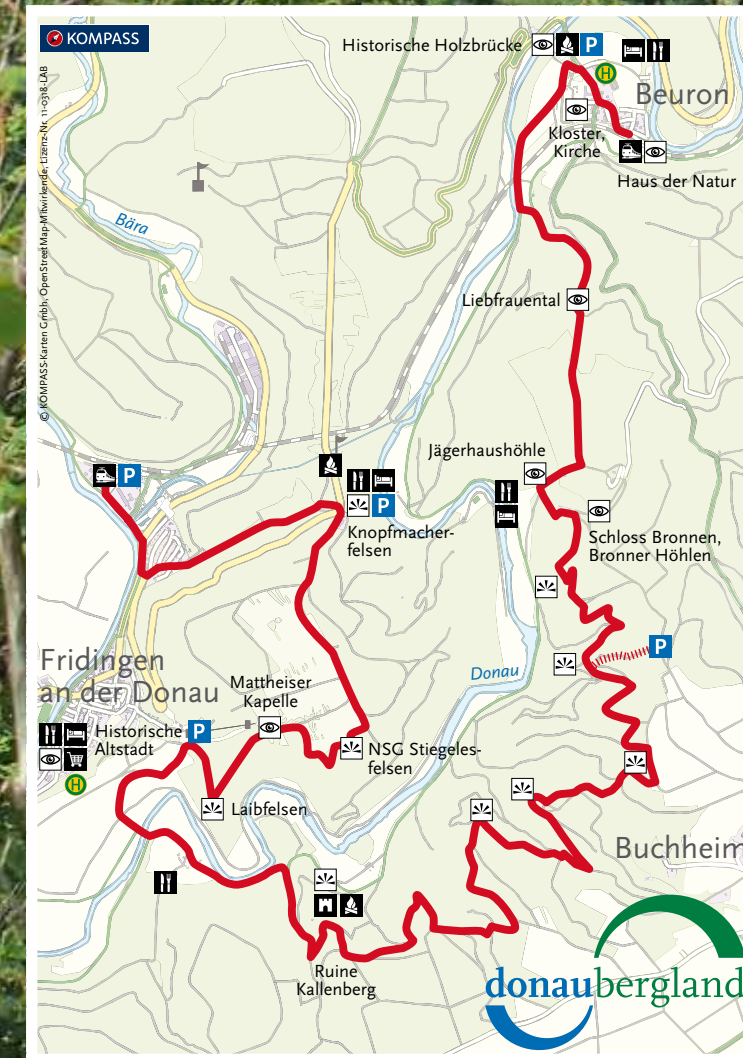 KOMPASS
© KOMPASS-Karten GmbH, OpenStreetMap-Mitwirkende, Lizenz-Nr. 11-0318-LAB
Historische Holzbrücke
P
H
Beuron
Kloster,
Kirche
Haus der Natur
Bära
Liebfrauental
Jägerhaushöhle
P
P
Knopfmacher-
felsen
Schloss Bronnen,
Bronner Höhlen
P
Fridingen
an der Donau
Donau
Mattheiser
Kapelle
Historische
Altstadt
P
H
NSG Stiegeles-
felsen
Laibfelsen
Buchheim
Ruine
Kallenberg
donaubergland